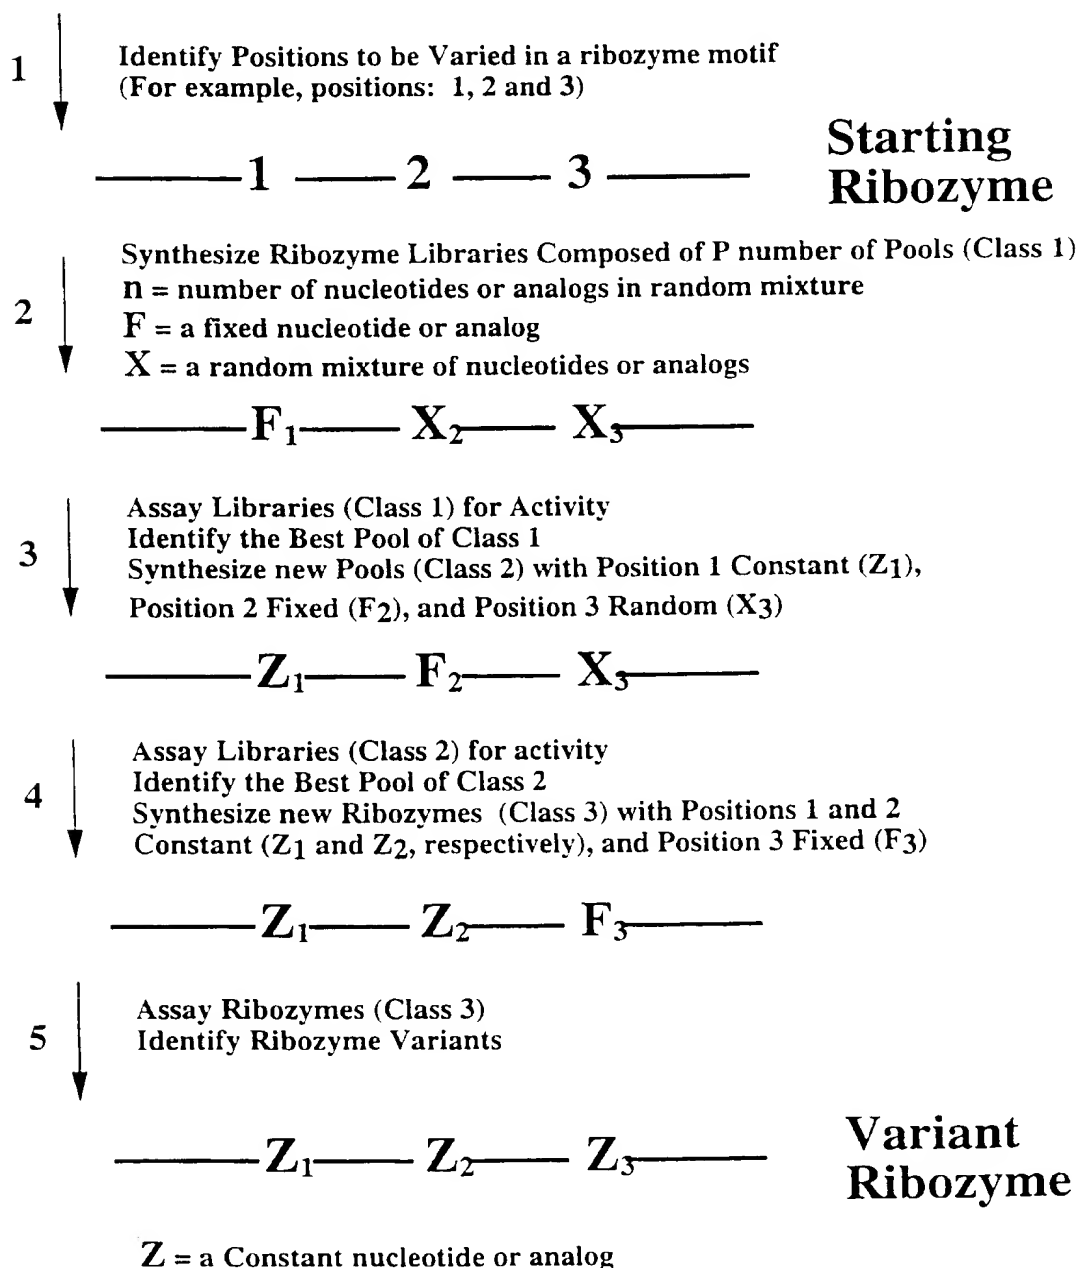 1
Identify Positions to be Varied in a ribozyme motif
(For example, positions: 1, 2 and 3)
1 2 3
Starting
Ribozyme
2
Synthesize Ribozyme Libraries Composed of P number of Pools (Class 1)
n = number of nucleotides or analogs in random mixture
F = a fixed nucleotide or analog
X = a random mixture of nucleotides or analogs
F1 X2 X3
3
Assay Libraries (Class 1) for Activity
Identify the Best Pool of Class 1
Synthesize new Pools (Class 2) with Position 1 Constant (Z1),
Position 2 Fixed (F2), and Position 3 Random (X3)
Z1 F2 X3
4
Assay Libraries (Class 2) for activity
Identify the Best Pool of Class 2
Synthesize new Ribozymes (Class 3) with Positions 1 and 2
Constant (Z1 and Z2, respectively), and Position 3 Fixed (F3)
Z1 Z2 F3
5
Assay Ribozymes (Class 3)
Identify Ribozyme Variants
Z1 Z2 Z3
Variant
Ribozyme
Z = a Constant nucleotide or analog